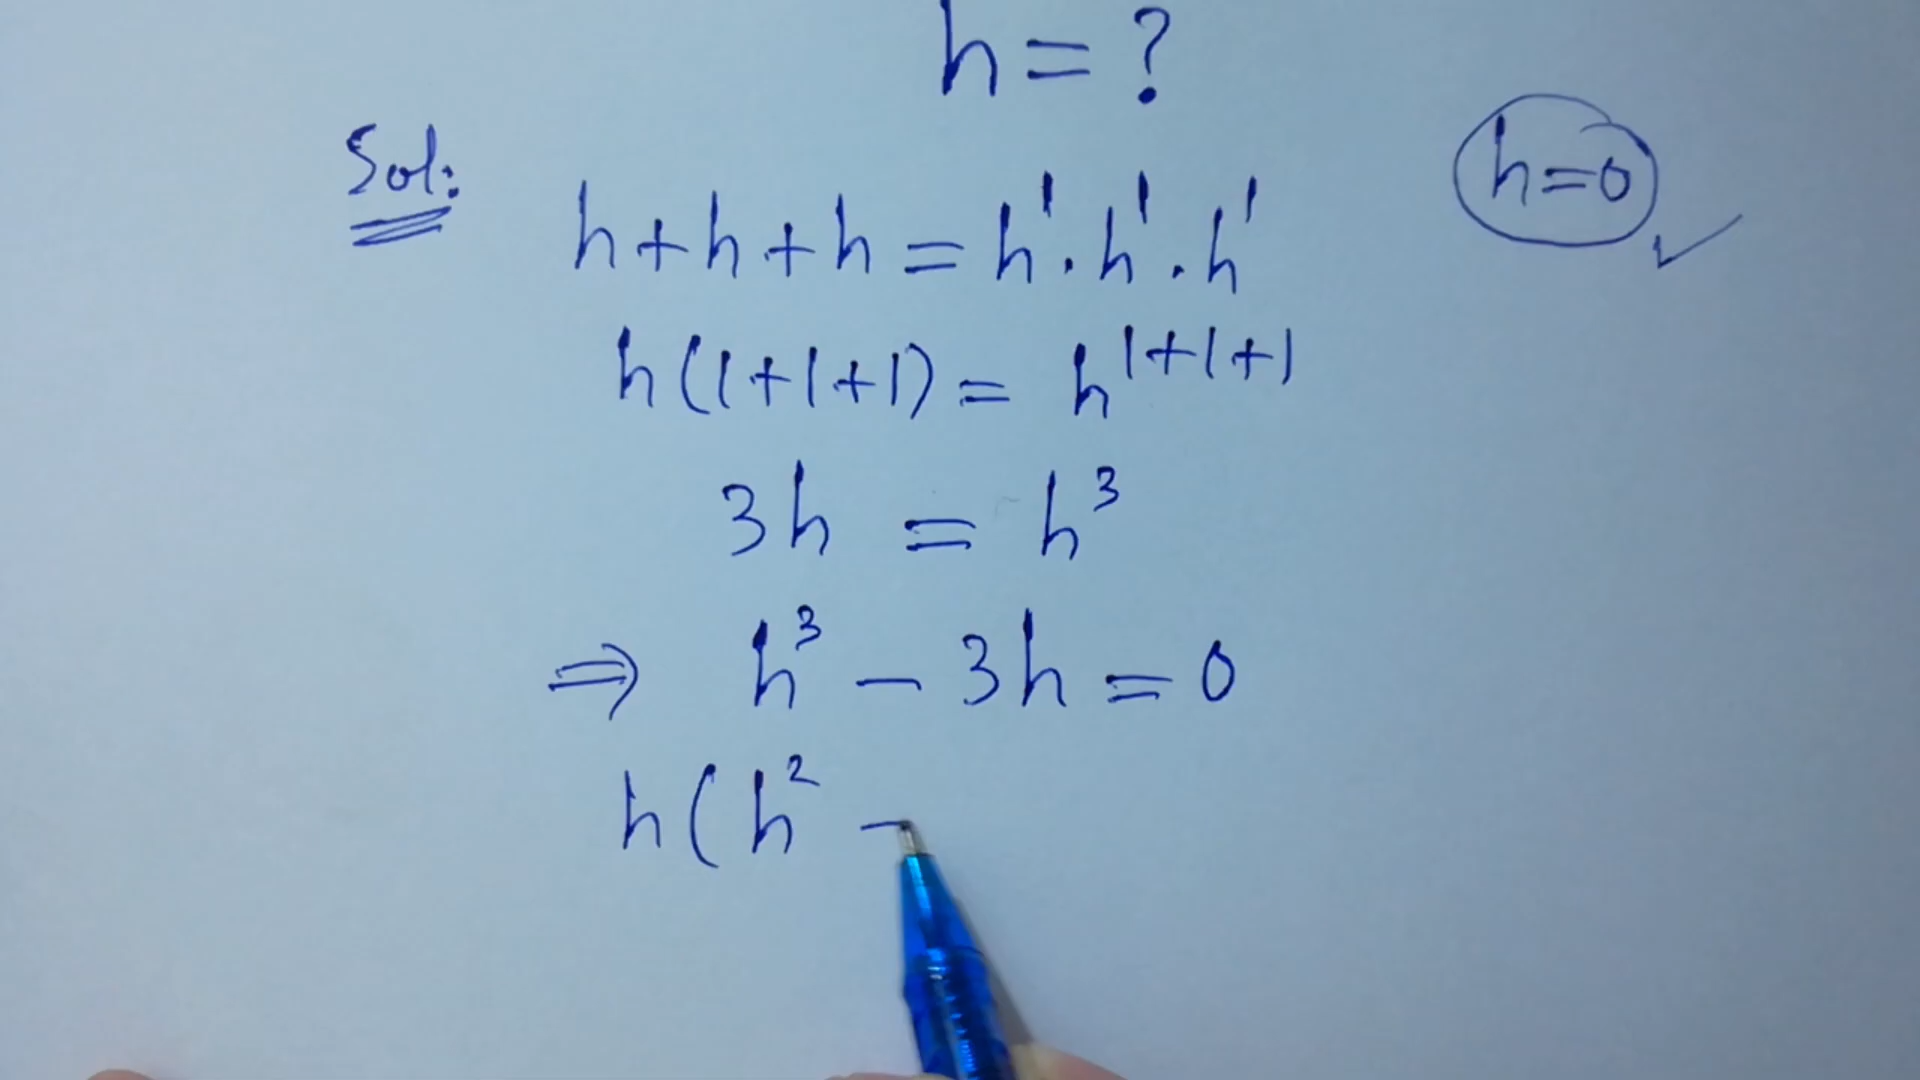 h = ?
Sol:
h = 0
h + h + h = h¹ . h¹ . h¹
h (1+1+1) = h¹⁺¹⁺¹
3h = h³
⇒ h³ - 3h = 0
h ( h² -